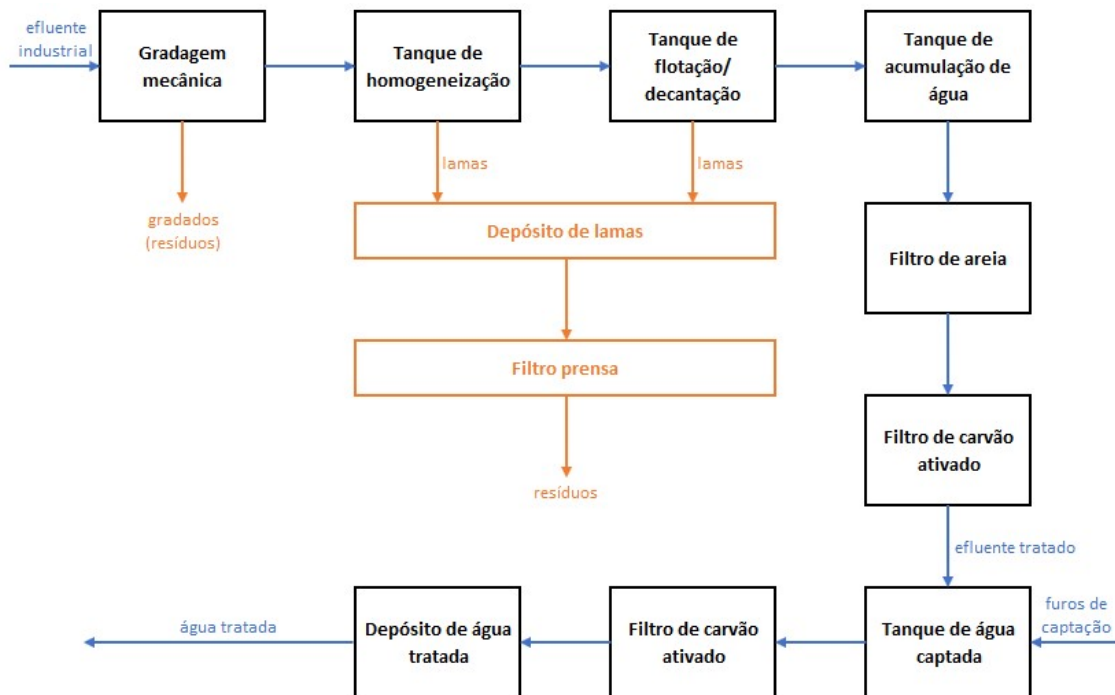 efluente
industrial
Gradagem
mecânica
Tanque de
homogeneização
Tanque de
flotação/
decantação
Tanque de
acumulação de
água
lamas
lamas
gradados
(resíduos)
Depósito de lamas
Filtro de areia
Filtro prensa
Filtro de carvão
ativado
resíduos
efluente tratado
água tratada
Depósito de água
tratada
Filtro de carvão
ativado
Tanque de água
captada
furos de
captação